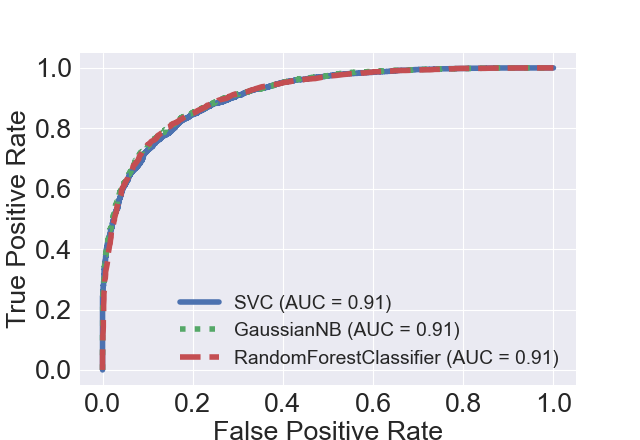 1.0
0.8
0.6
0.4
0.2
0.0
True Positive Rate
SVC (AUC = 0.91)
GaussianNB (AUC = 0.91)
RandomForestClassifier (AUC = 0.91)
0.0 0.2 0.4 0.6 0.8 1.0
False Positive Rate